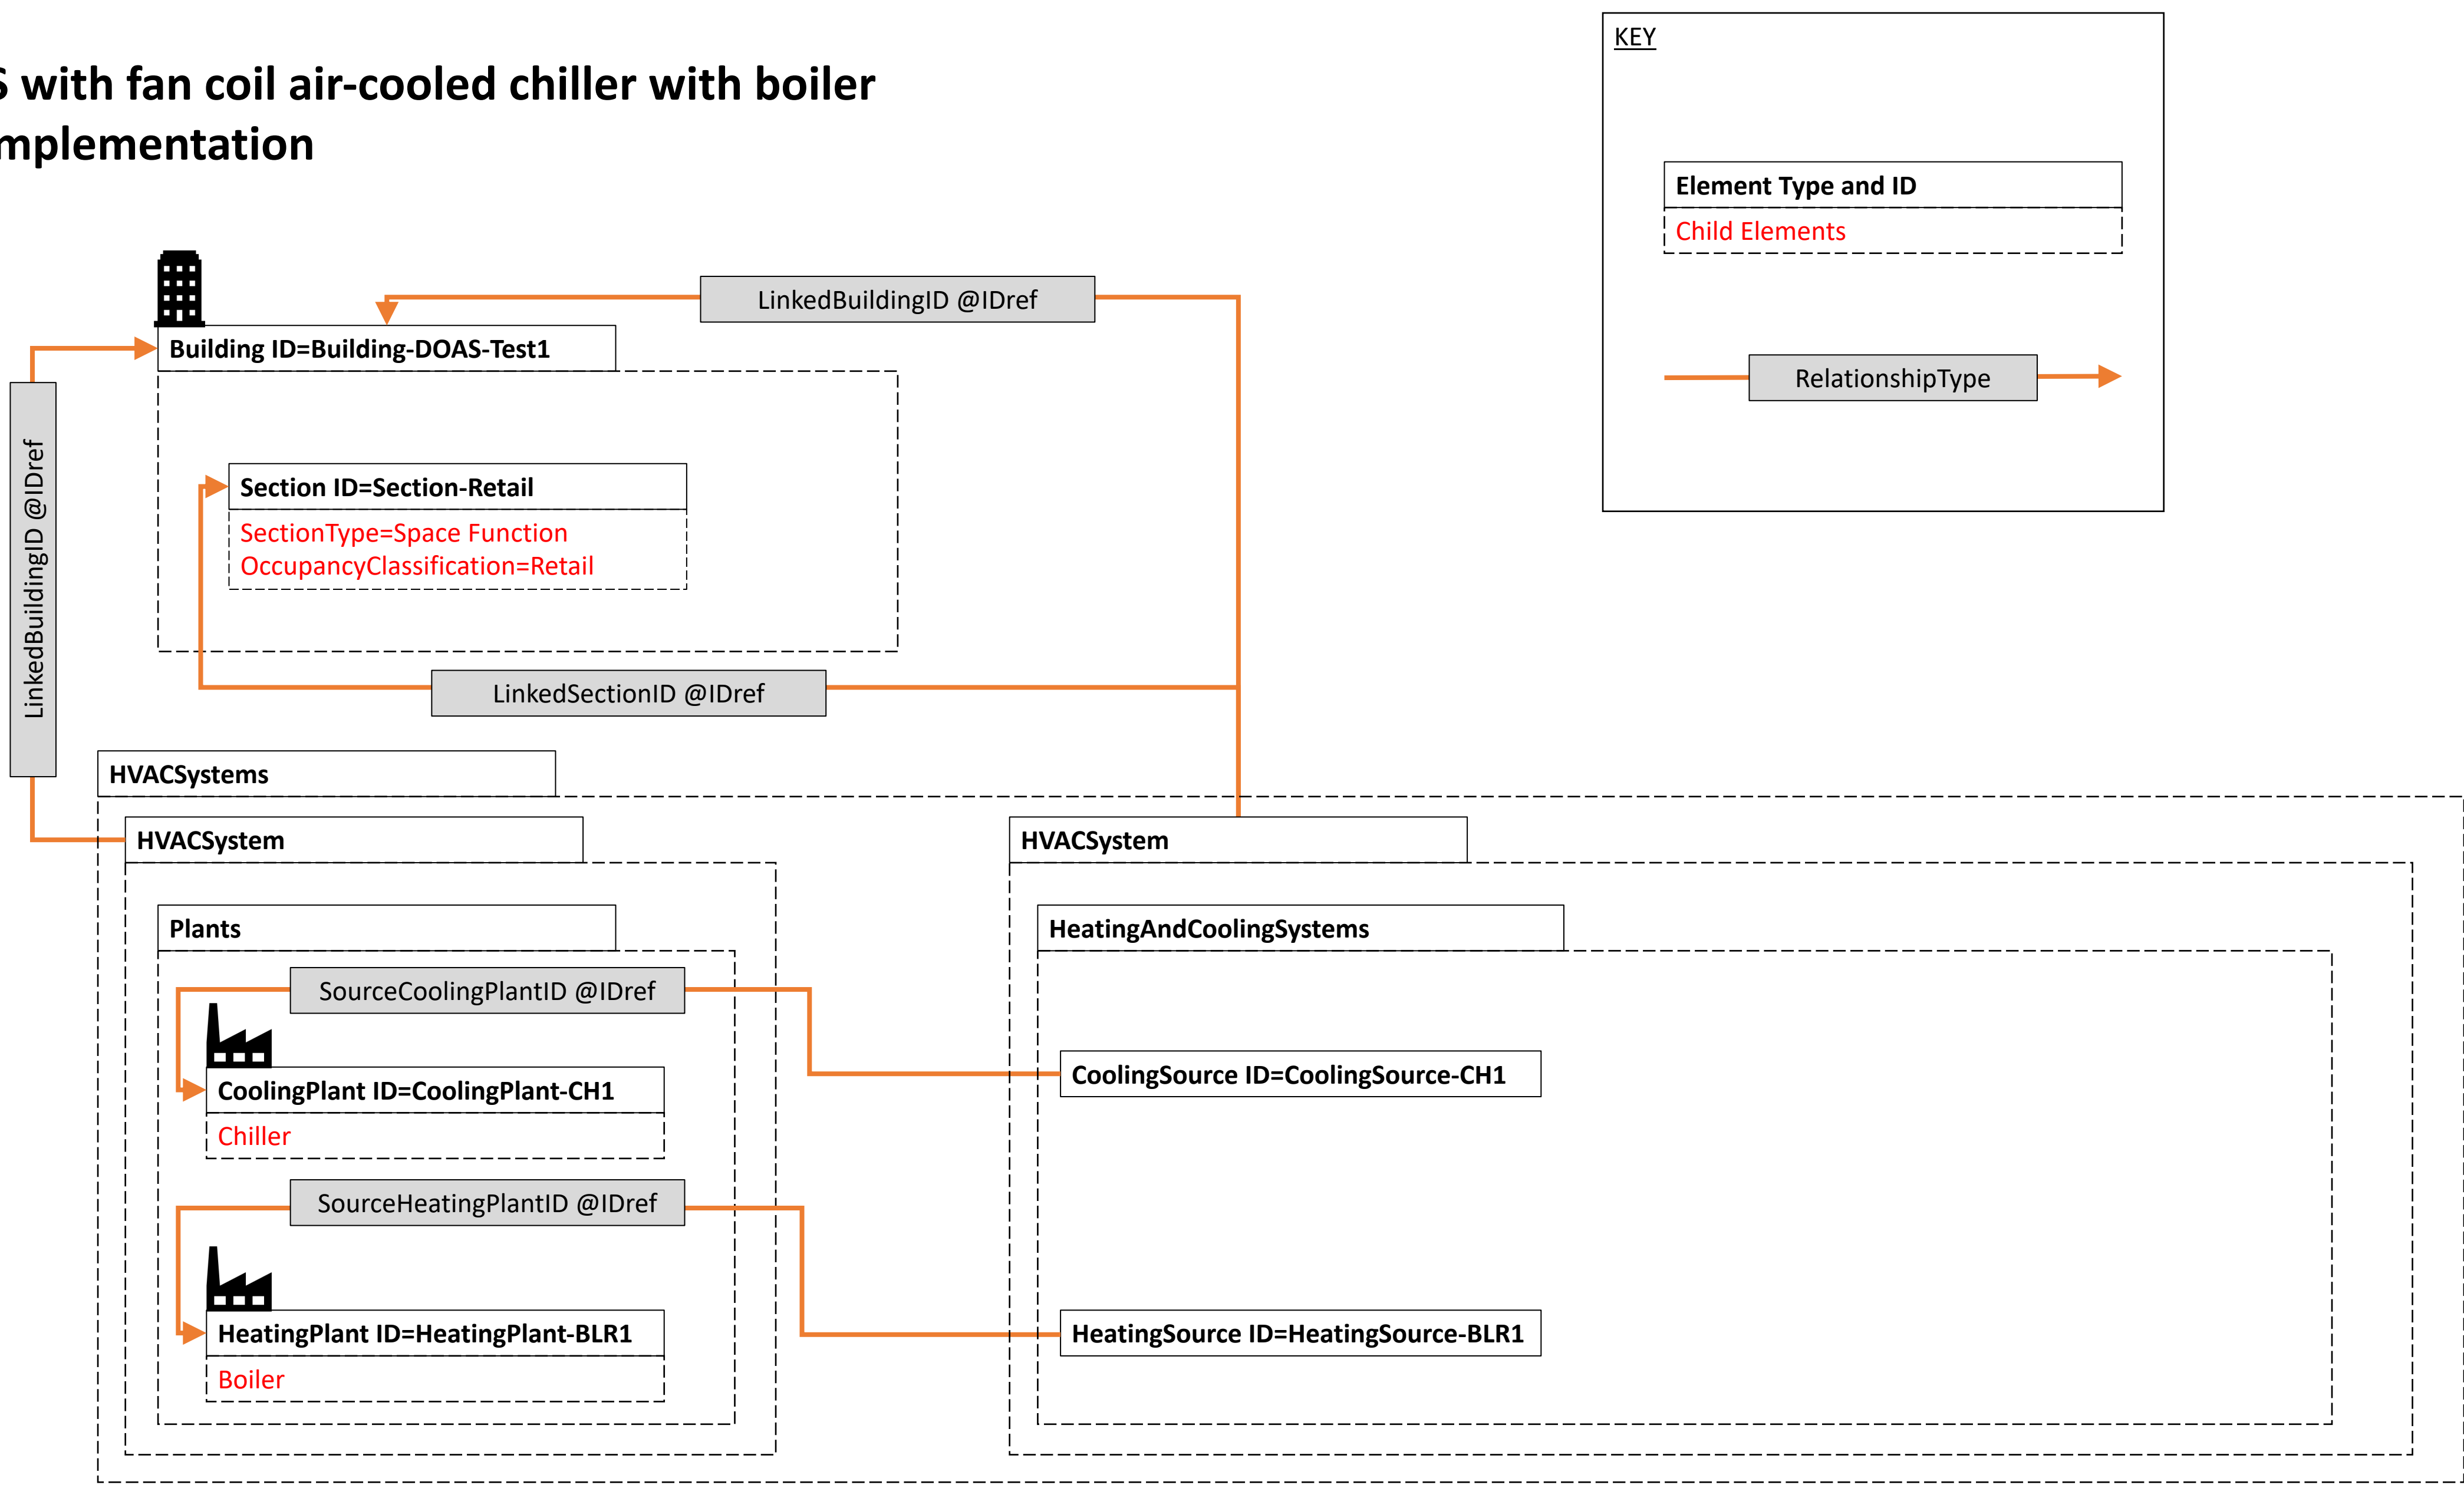 with fan coil air-cooled chiller with boiler
mplementation
KEY
Element Type and ID
Child Elements
RelationshipType
LinkedBuildingID @IDref
Building ID=Building-DOAS-Test1
LinkedBuildingID @IDref
Section ID=Section-Retail
SectionType=Space Function
OccupancyClassification=Retail
LinkedSectionID @IDref
HVACSystems
HVACSystem
HVACSystem
Plants
HeatingAndCoolingSystems
SourceCoolingPlantID @IDref
CoolingSource ID=CoolingSource-CH1
CoolingPlant ID=CoolingPlant-CH1
Chiller
SourceHeatingPlantID @IDref
HeatingPlant ID=HeatingPlant-BLR1
HeatingSource ID=HeatingSource-BLR1
Boiler